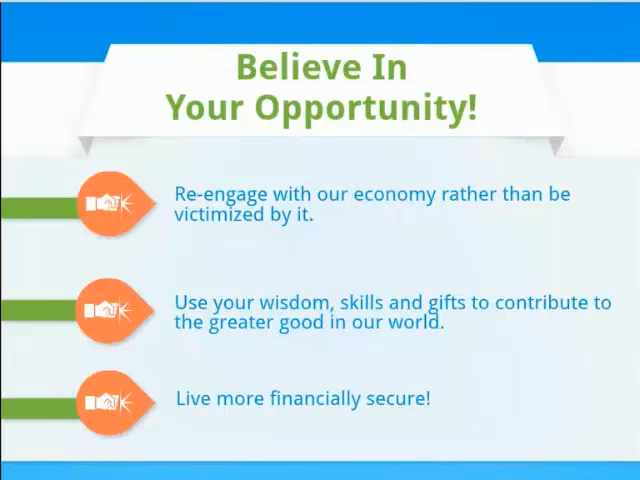 Believe In
Your Opportunity!
Re-engage with our economy rather than be
victimized by it.
Use your wisdom, skills and gifts to contribute to
the greater good in our world.
Live more financially secure!